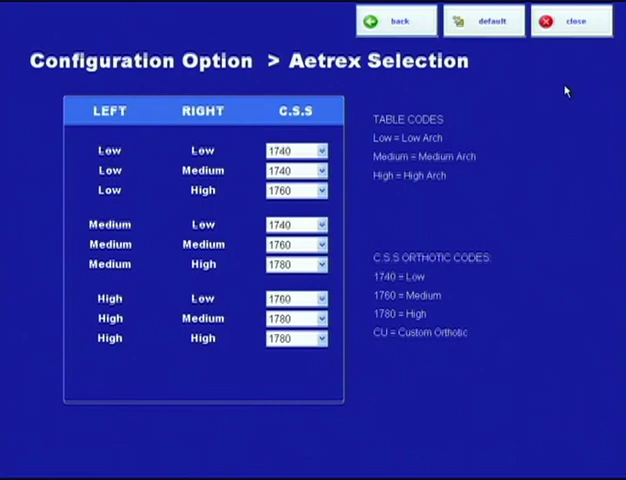 back default close
Configuration Option > Aetrex Selection
LEFT RIGHT C.S.S
Low Low 1740
Low Medium 1740
Low High 1760
Medium Low 1740
Medium Medium 1760
Medium High 1780
High Low 1760
High Medium 1780
High High 1780
TABLE CODES
Low = Low Arch
Medium = Medium Arch
High = High Arch
C.S.S ORTHOTIC CODES:
1740 = Low
1760 = Medium
1780 = High
CU = Custom Orthotic